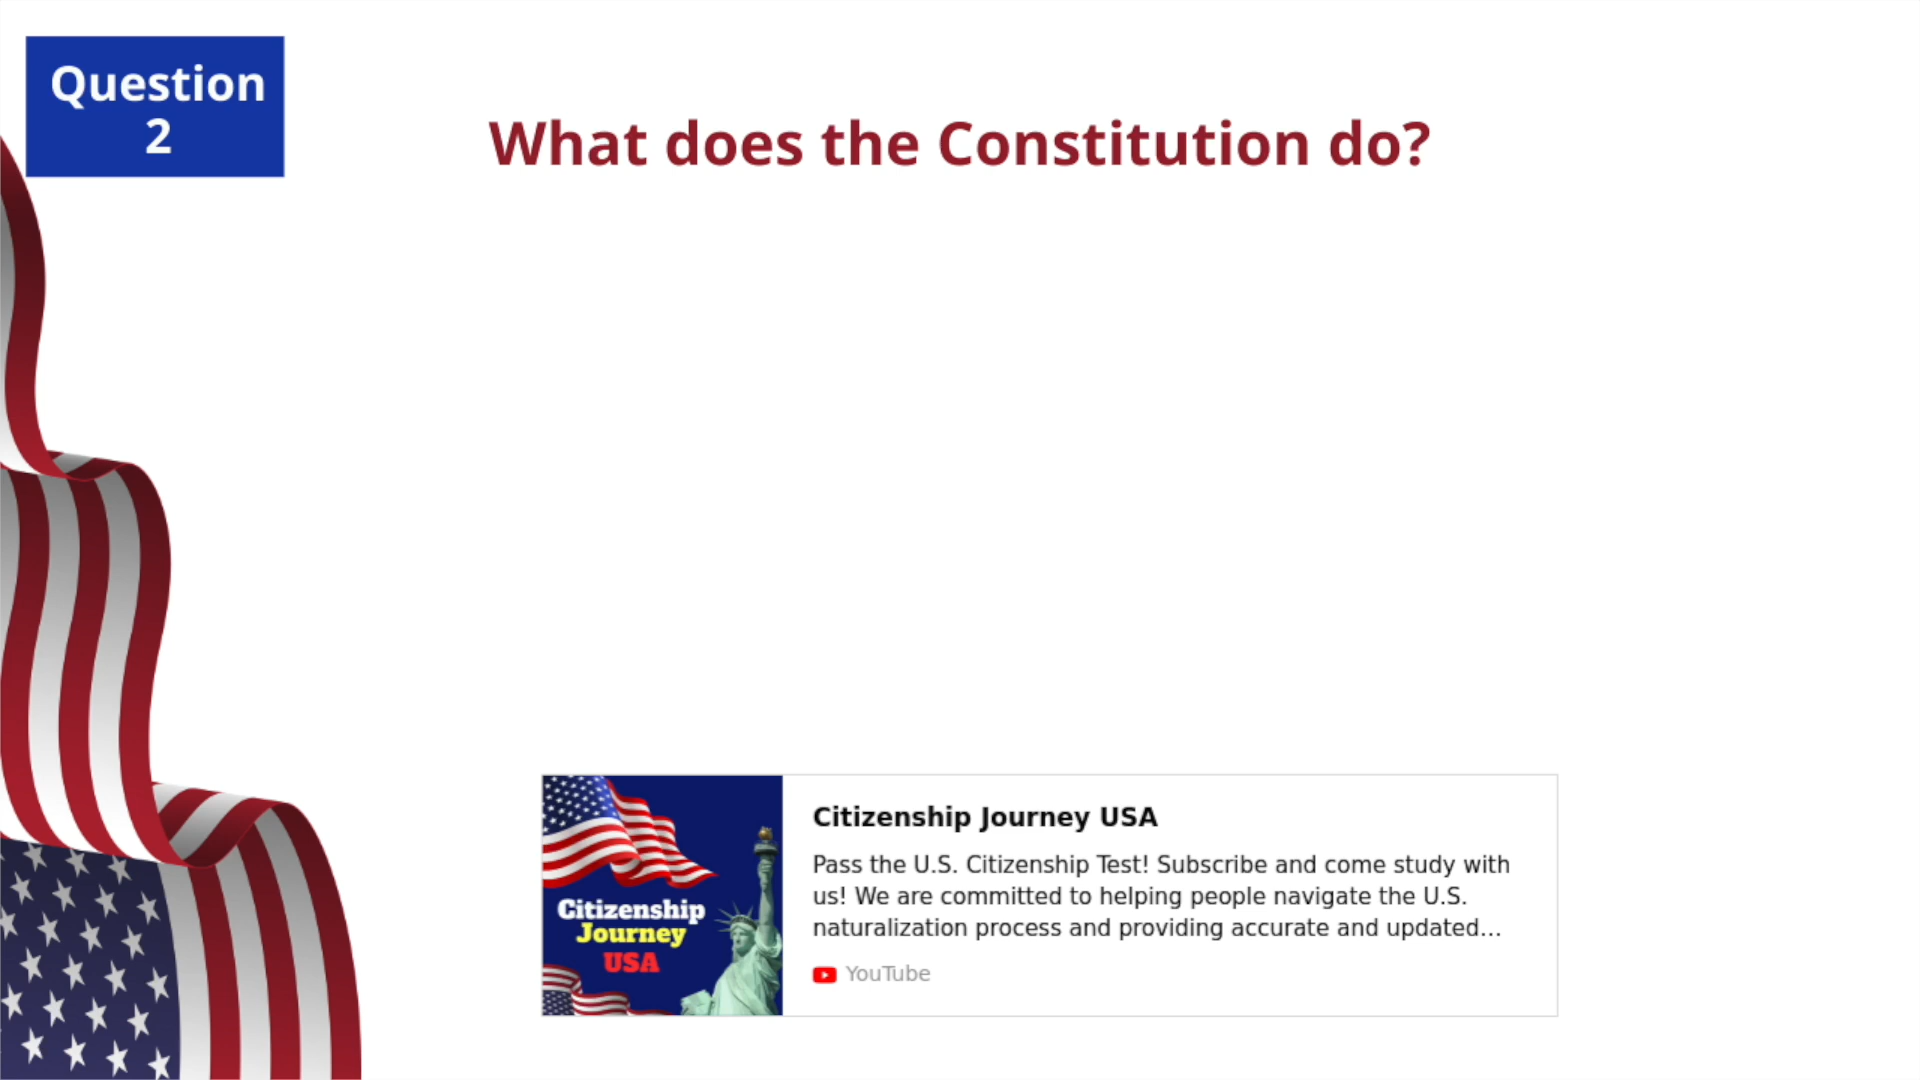 Question
2
What does the Constitution do?
Citizenship
Journey
USA
Citizenship Journey USA
Pass the U.S. Citizenship Test! Subscribe and come study with
us! We are committed to helping people navigate the U.S.
naturalization process and providing accurate and updated...
YouTube